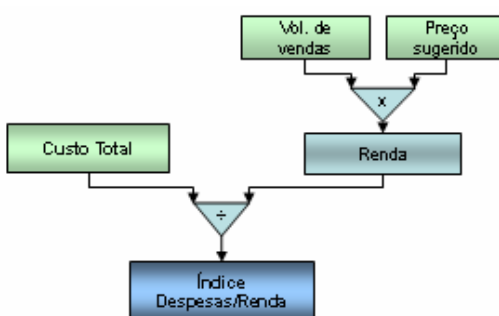 Vol. de
vendas
Preço
sugerido
x
Custo Total
Renda
÷
Índice
Despesas/Renda